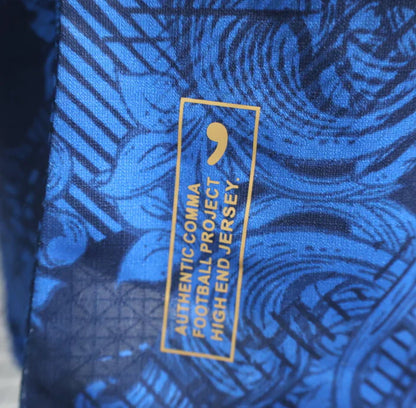 ,
AUTHENTIC COMMA
FOOTBALL PROJECT
HIGH END JERSEY.